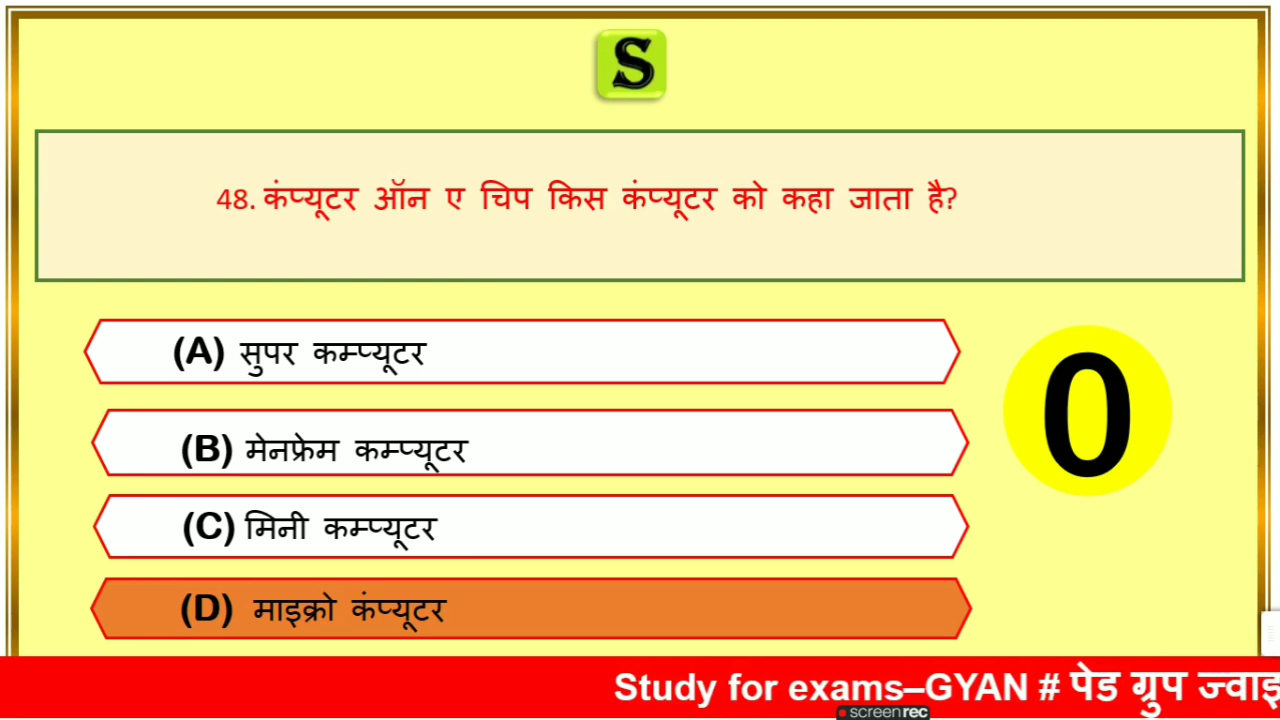 S
48. कंप्यूटर ऑन ए चिप किस कंप्यूटर को कहा जाता है?
(A) सुपर कम्प्यूटर
(B) मेनफ्रेम कम्प्यूटर
(C) मिनी कम्प्यूटर
(D) माइक्रो कंप्यूटर
0
Study for exams–GYAN # पेड ग्रुप ज्वाइ
screenrec